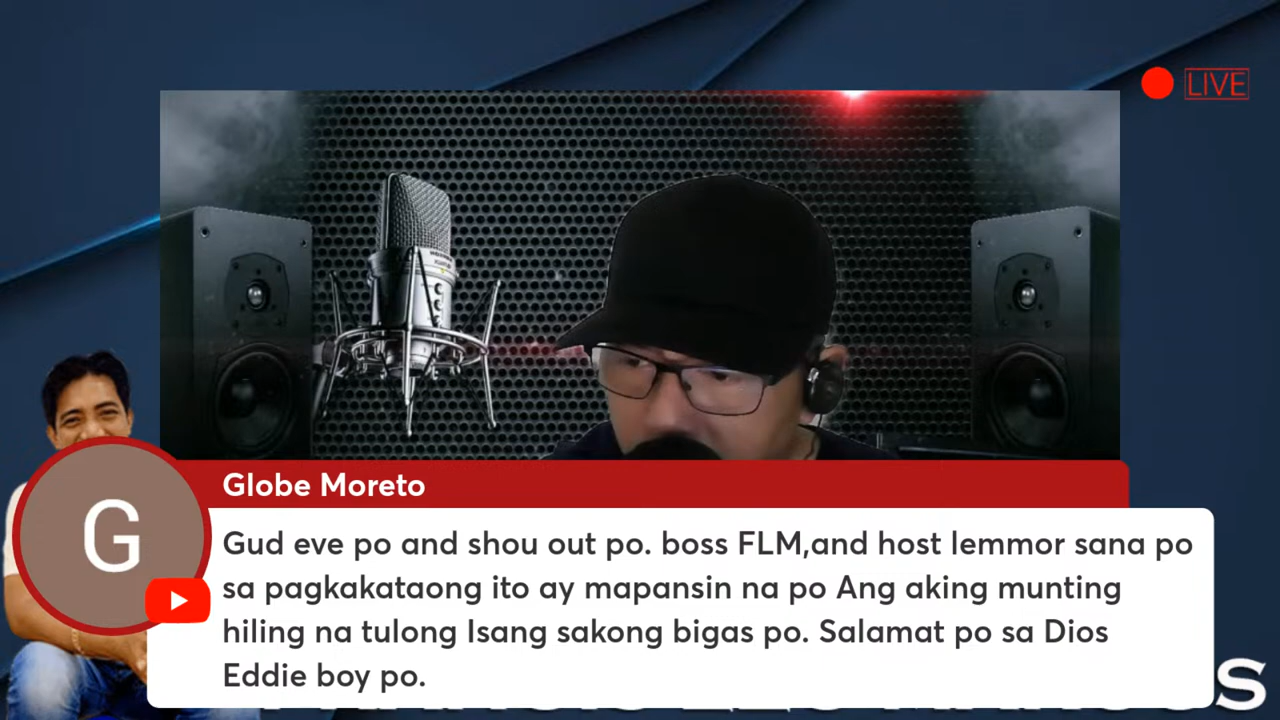 LIVE
Globe Moreto
G
Gud eve po and shou out po. boss FLM,and host lemmor sana po
sa pagkakataong ito ay mapansin na po Ang aking munting
hiling na tulong Isang sakong bigas po. Salamat po sa Dios
Eddie boy po.